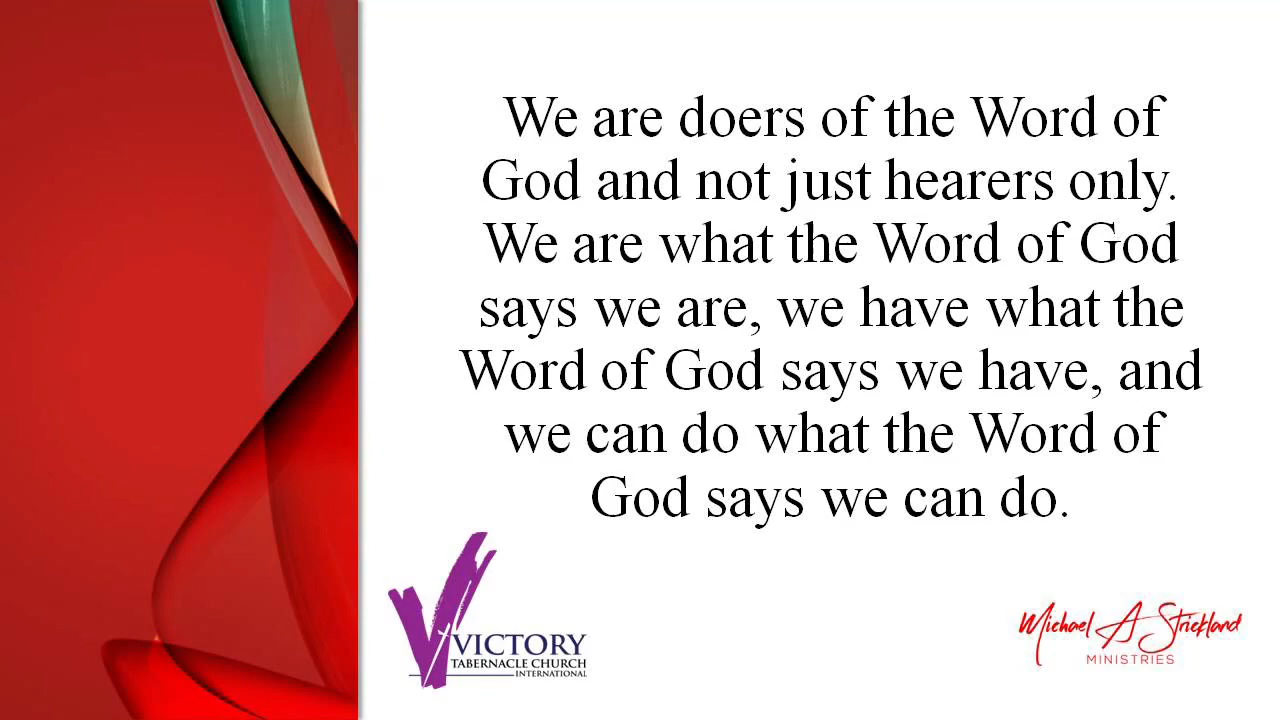 We are doers of the Word of
God and not just hearers only.
We are what the Word of God
says we are, we have what the
Word of God says we have, and
we can do what the Word of
God says we can do.
VICTORY
TABERNACLE CHURCH
INTERNATIONAL
Michael A Strickland
MINISTRIES